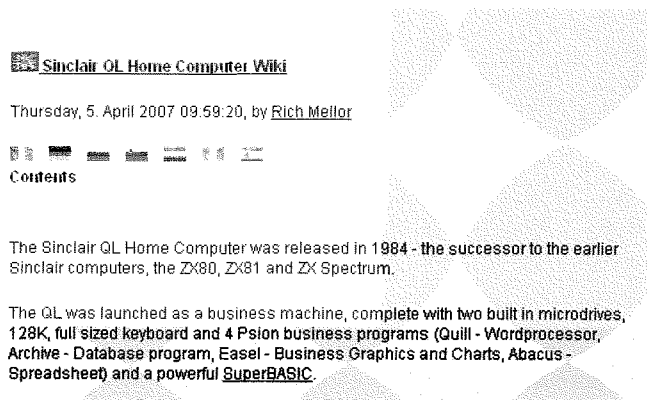 Sinclair QL Home Computer Wiki
Thursday, 5. April 2007 09:59:20, by Rich Mellor
Contents
The Sinclair QL Home Computer was released in 1984 - the successor to the earlier
Sinclair computers, the ZX80, ZX81 and ZX Spectrum.
The QL was launched as a business machine, complete with two built in microdrives,
128K, full sized keyboard and 4 Psion business programs (Quill - Wordprocessor,
Archive - Database program, Easel - Business Graphics and Charts, Abacus -
Spreadsheet) and a powerful SuperBASIC.